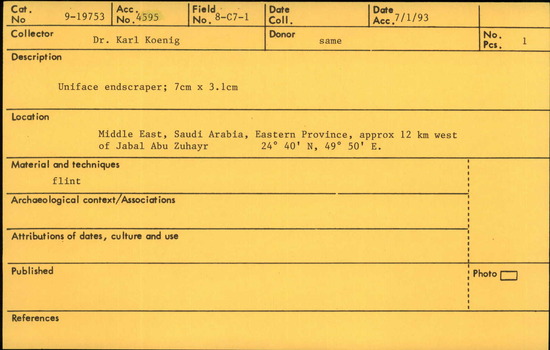 Cat. No 9-19753 Acc. No. 4595 Field No. 8-C7-1 Date Coll. Date Acc. 7/1/93
Collector Dr. Karl Koenig Donor same No. Pcs. 1
Description
Uniface endscraper; 7cm x 3.1cm
Location
Middle East, Saudi Arabia, Eastern Province, approx 12 km west
of Jabal Abu Zuhayr 24° 40' N, 49° 50' E.
Material and techniques
flint
Archaeological context/Associations
Attributions of dates, culture and use
Published Photo
References